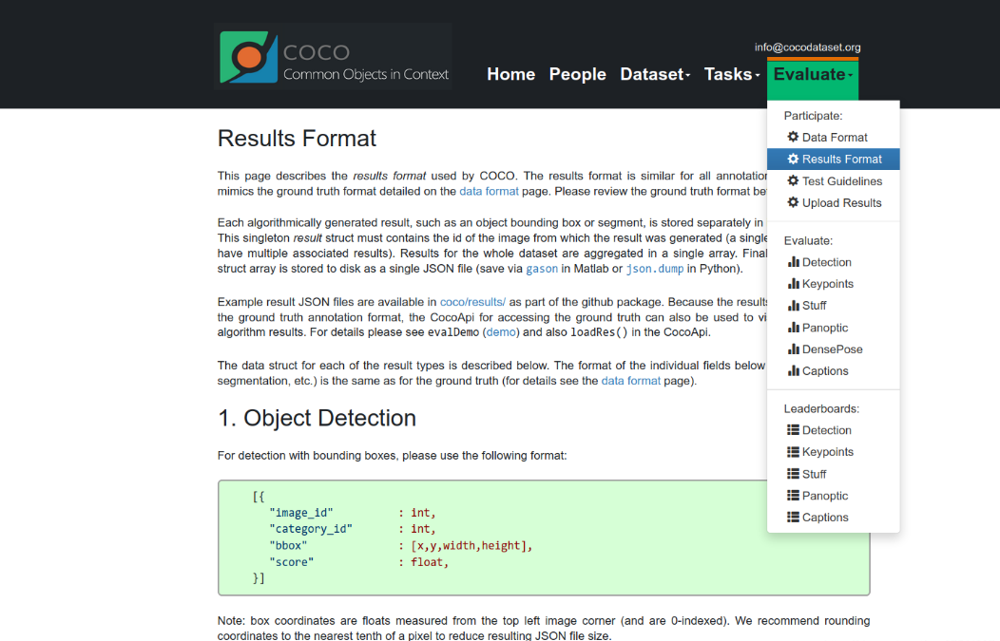 COCO
Common Objects in Context
info@cocodataset.org
Home People Dataset Tasks Evaluate
Participate:
Data Format
Results Format
Test Guidelines
Upload Results
Evaluate:
Detection
Keypoints
Stuff
Panoptic
DensePose
Captions
Leaderboards:
Detection
Keypoints
Stuff
Panoptic
Captions
Results Format
This page describes the results format used by COCO. The results format is similar for all
mimics the ground truth format detailed on the data format page. Please review the ground truth format
Each algorithmically generated result, such as an object bounding box or segment, is stored separately in
This singleton result struct must contains the id of the image from which the result was generated (a single
have multiple associated results). Results for the whole dataset are aggregated in a single array.
struct array is stored to disk as a single JSON file (save via gason in Matlab or json.dump in Python).
Example result JSON files are available in coco/results/ as part of the github package. Because the
the ground truth annotation format, the CocoApi for accessing the ground truth can also be used to
algorithm results. For details please see evalDemo (demo) and also loadRes() in the CocoApi.
The data struct for each of the result types is described below. The format of the individual fields below
segmentation, etc.) is the same as for the ground truth (for details see the data format page).
1. Object Detection
For detection with bounding boxes, please use the following format:
[{
"image_id" : int,
"category_id" : int,
"bbox" : [x,y,width,height],
"score" : float,
}]
Note: box coordinates are floats measured from the top left image corner (and are 0-indexed). We recommend rounding
coordinates to the nearest tenth of a pixel to reduce resulting JSON file size.